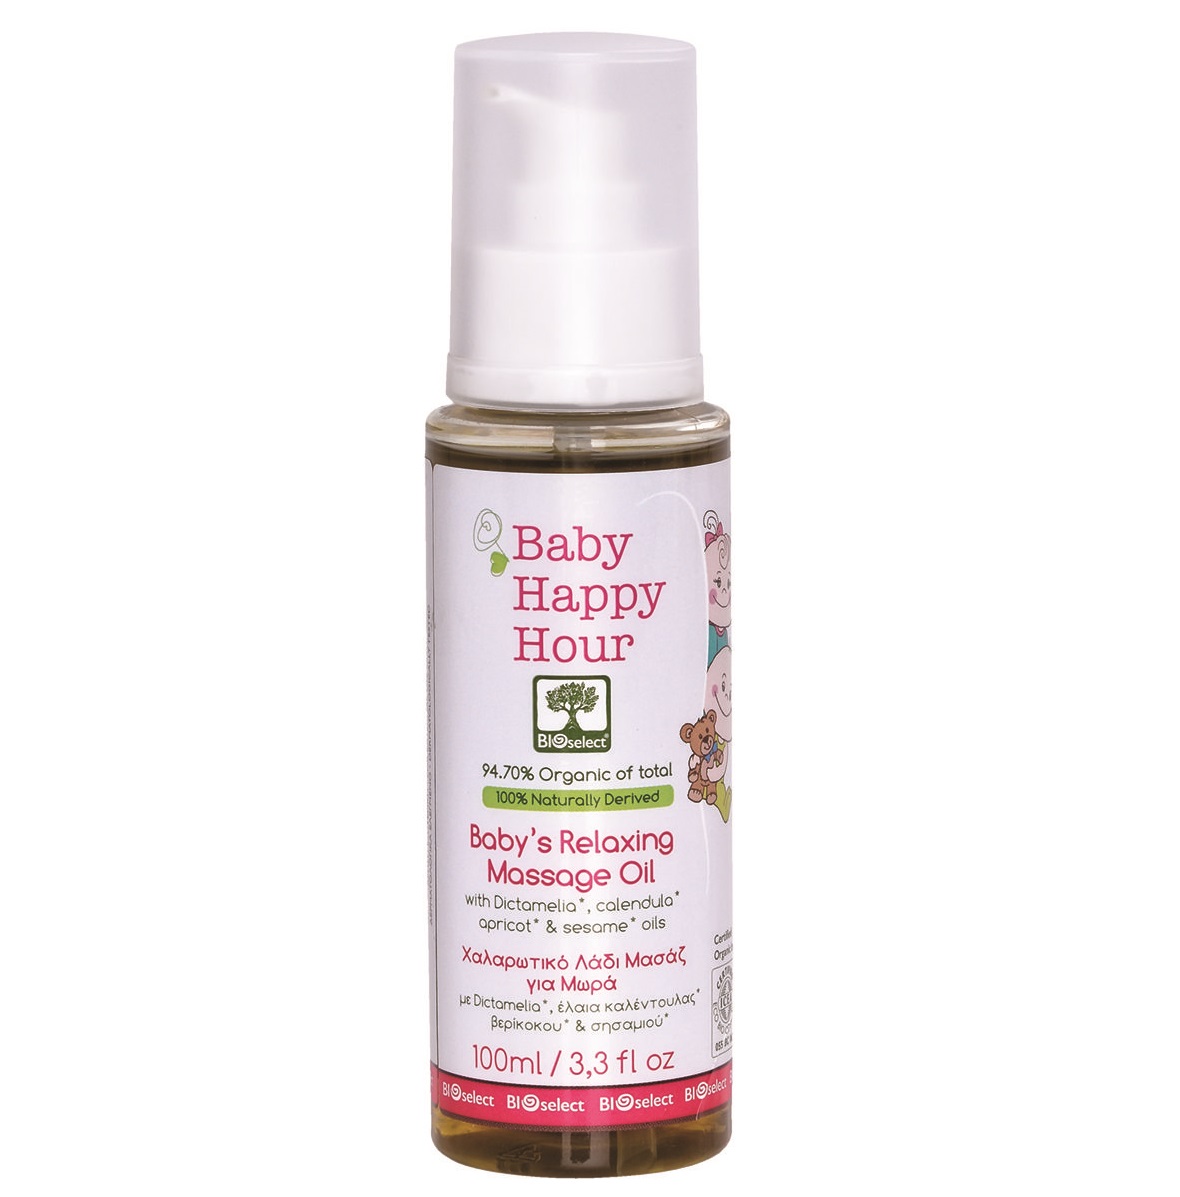 Baby
Happy
Hour
BIOselect®
94.70% Organic of total
100% Naturally Derived
Baby's Relaxing
Massage Oil
with Dictamelia*, calendula*
apricot* & sesame* oils
Χαλαρωτικό Λάδι Μασάζ
για Μωρά
με Dictamelia*, έλαια καλέντουλας*
βερίκοκου* & σησαμιού*
100ml / 3,3 fl oz
BIOselect BIOselect BIOselect BIOselect